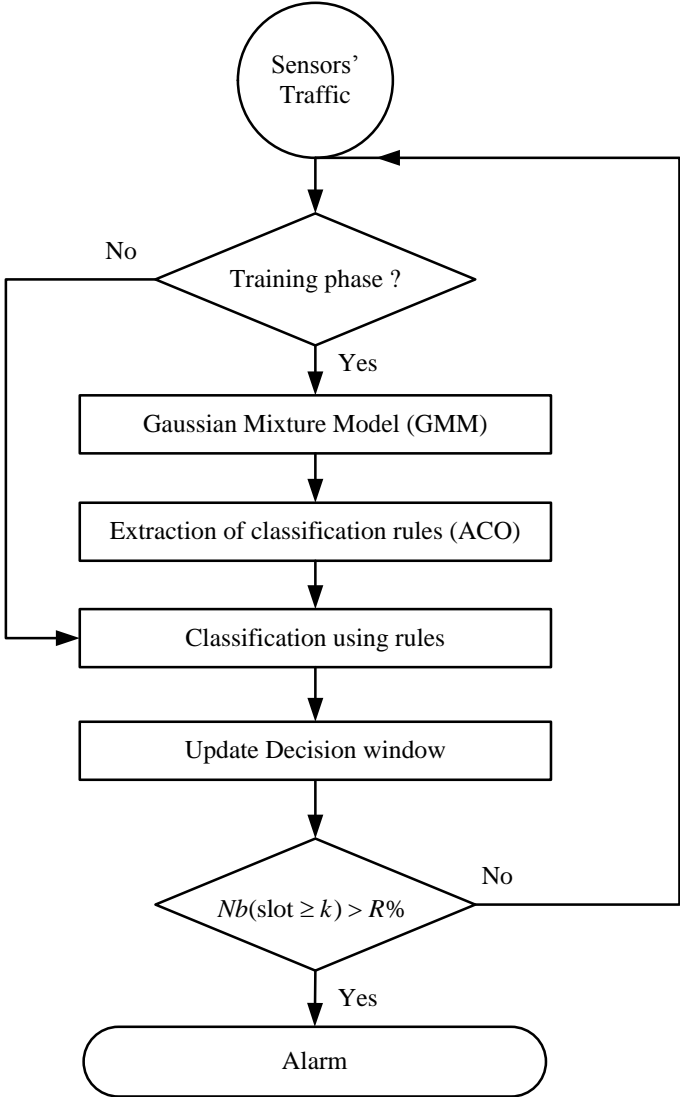 Sensors’
Traffic
No
Training phase ?
Yes
Gaussian Mixture Model (GMM)
Extraction of classification rules (ACO)
Classification using rules
Update Decision window
No
Nb(slot ≥ k) > R%
Yes
Alarm